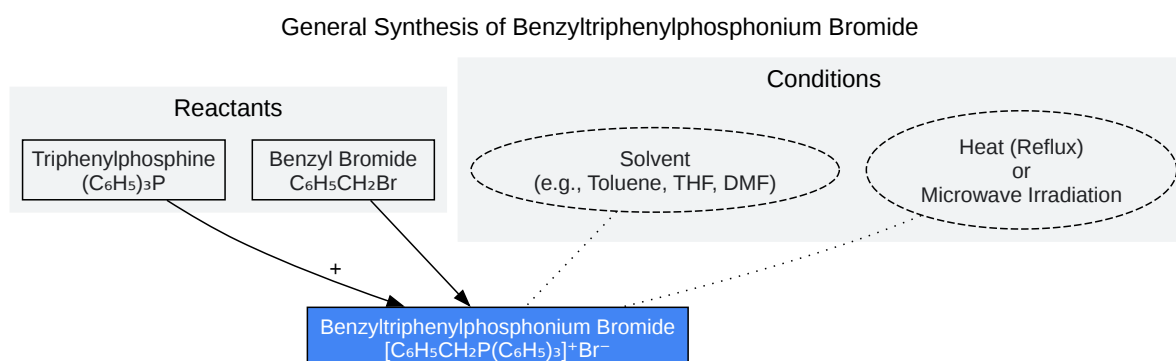 General Synthesis of Benzyltriphenylphosphonium Bromide
Conditions
Reactants
Triphenylphosphine
(C₆H₅)₃P
Benzyl Bromide
C₆H₅CH₂Br
Solvent
(e.g., Toluene, THF, DMF)
Heat (Reflux)
or
Microwave Irradiation
+
Benzyltriphenylphosphonium Bromide
[C₆H₅CH₂P(C₆H₅)₃]⁺Br⁻